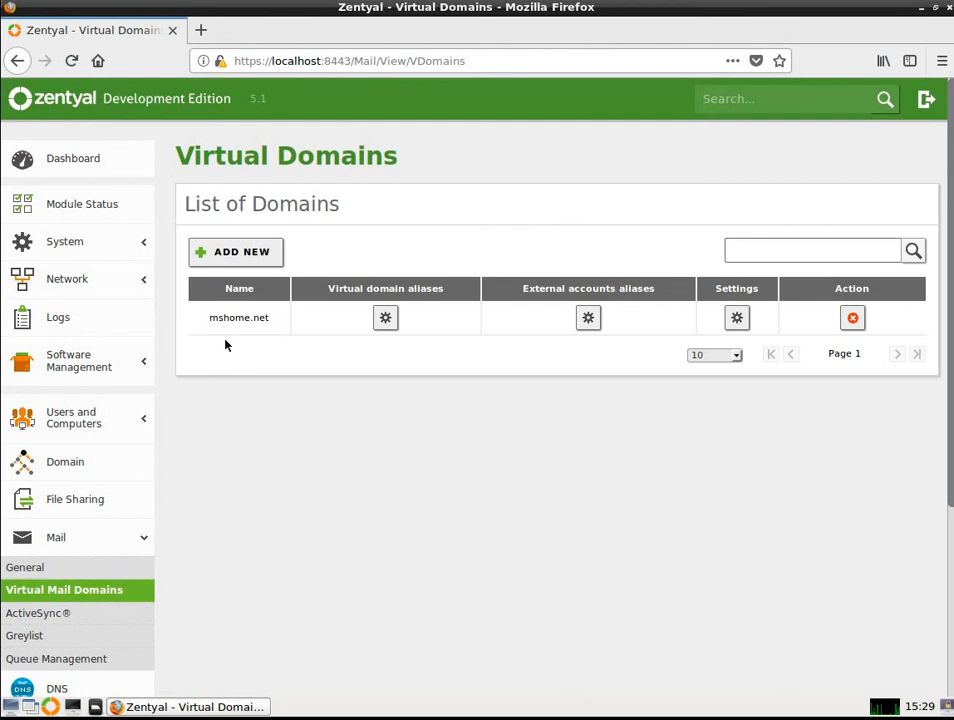 Zentyal - Virtual Domains - Mozilla Firefox
Zentyal - Virtual Domain
https://localhost:8443/Mail/View/VDomains
zentyal Development Edition 5.1
Search...
Dashboard
Module Status
System
Network
Logs
Software
Management
Users and
Computers
Domain
File Sharing
Mail
General
Virtual Mail Domains
ActiveSync®
Greylist
Queue Management
DNS
DNS
Virtual Domains
List of Domains
ADD NEW
Name Virtual domain aliases External accounts aliases Settings Action
mshome.net
10 Page 1
Zentyal - Virtual Domai...
15:29